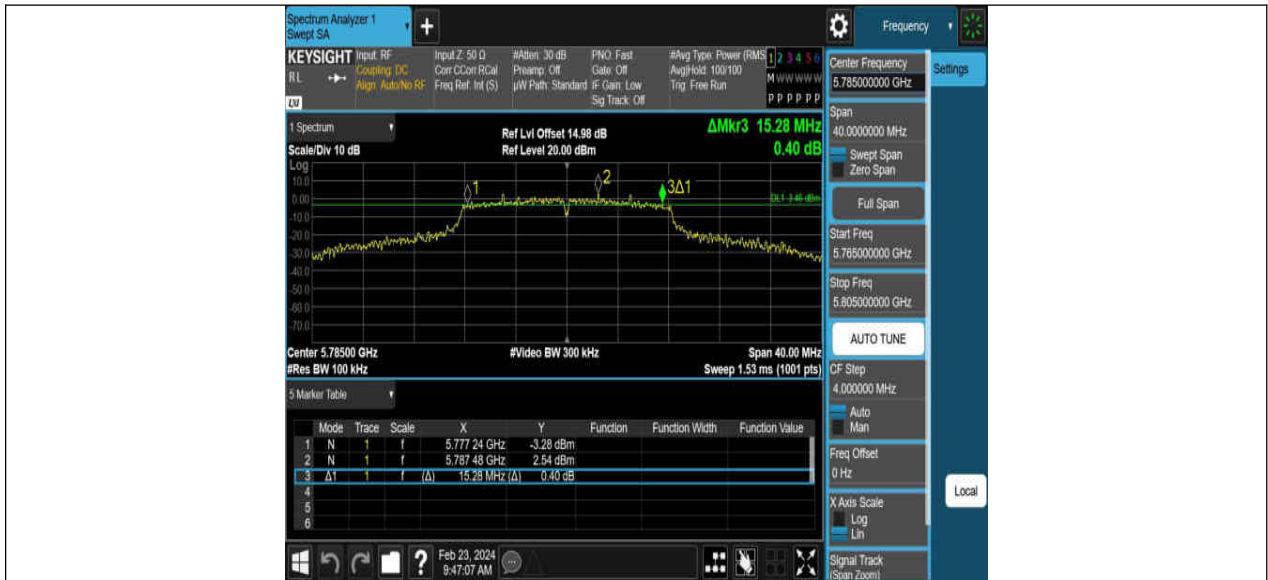 Spectrum Analyzer 1
Swept SA
+
Frequency
KEYSIGHT
RL
Input: RF
Coupling: DC
Align: Auto/No RF
Input Z: 50 Ω
Corr CCorr RCal
Freq Ref: Int (S)
#Atten: 30 dB
Preamp: Off
µW Path: Standard
PNO: Fast
Gate: Off
IF Gain: Low
Sig Track: Off
#Avg Type: Power (RMS
Avg|Hold: 100/100
Trig: Free Run
1 2 3 4 5 6
M W W W W W
P P P P P P
1 Spectrum
Scale/Div 10 dB
Ref Lvl Offset 14.98 dB
Ref Level 20.00 dBm
ΔMkr3 15.28 MHz
0.40 dB
Log
10.0
0.00
-10.0
-20.0
-30.0
-40.0
-50.0
-60.0
-70.0
1
2
3Δ1
DL1 -3.46 dBm
Center 5.78500 GHz
#Video BW 300 kHz
Span 40.00 MHz
#Res BW 100 kHz
Sweep 1.53 ms (1001 pts)
5 Marker Table
Mode Trace Scale X Y Function Function Width Function Value
1 N 1 f 5.777 24 GHz -3.28 dBm
2 N 1 f 5.787 48 GHz 2.54 dBm
3 Δ1 1 f (Δ) 15.28 MHz (Δ) 0.40 dB
4
5
6
?
Feb 23, 2024
9:47:07 AM
Center Frequency
5.785000000 GHz
Settings
Span
40.0000000 MHz
Swept Span
Zero Span
Full Span
Start Freq
5.765000000 GHz
Stop Freq
5.805000000 GHz
AUTO TUNE
CF Step
4.000000 MHz
Auto
Man
Freq Offset
0 Hz
X Axis Scale
Log
Lin
Local
Signal Track
(Span Zoom)